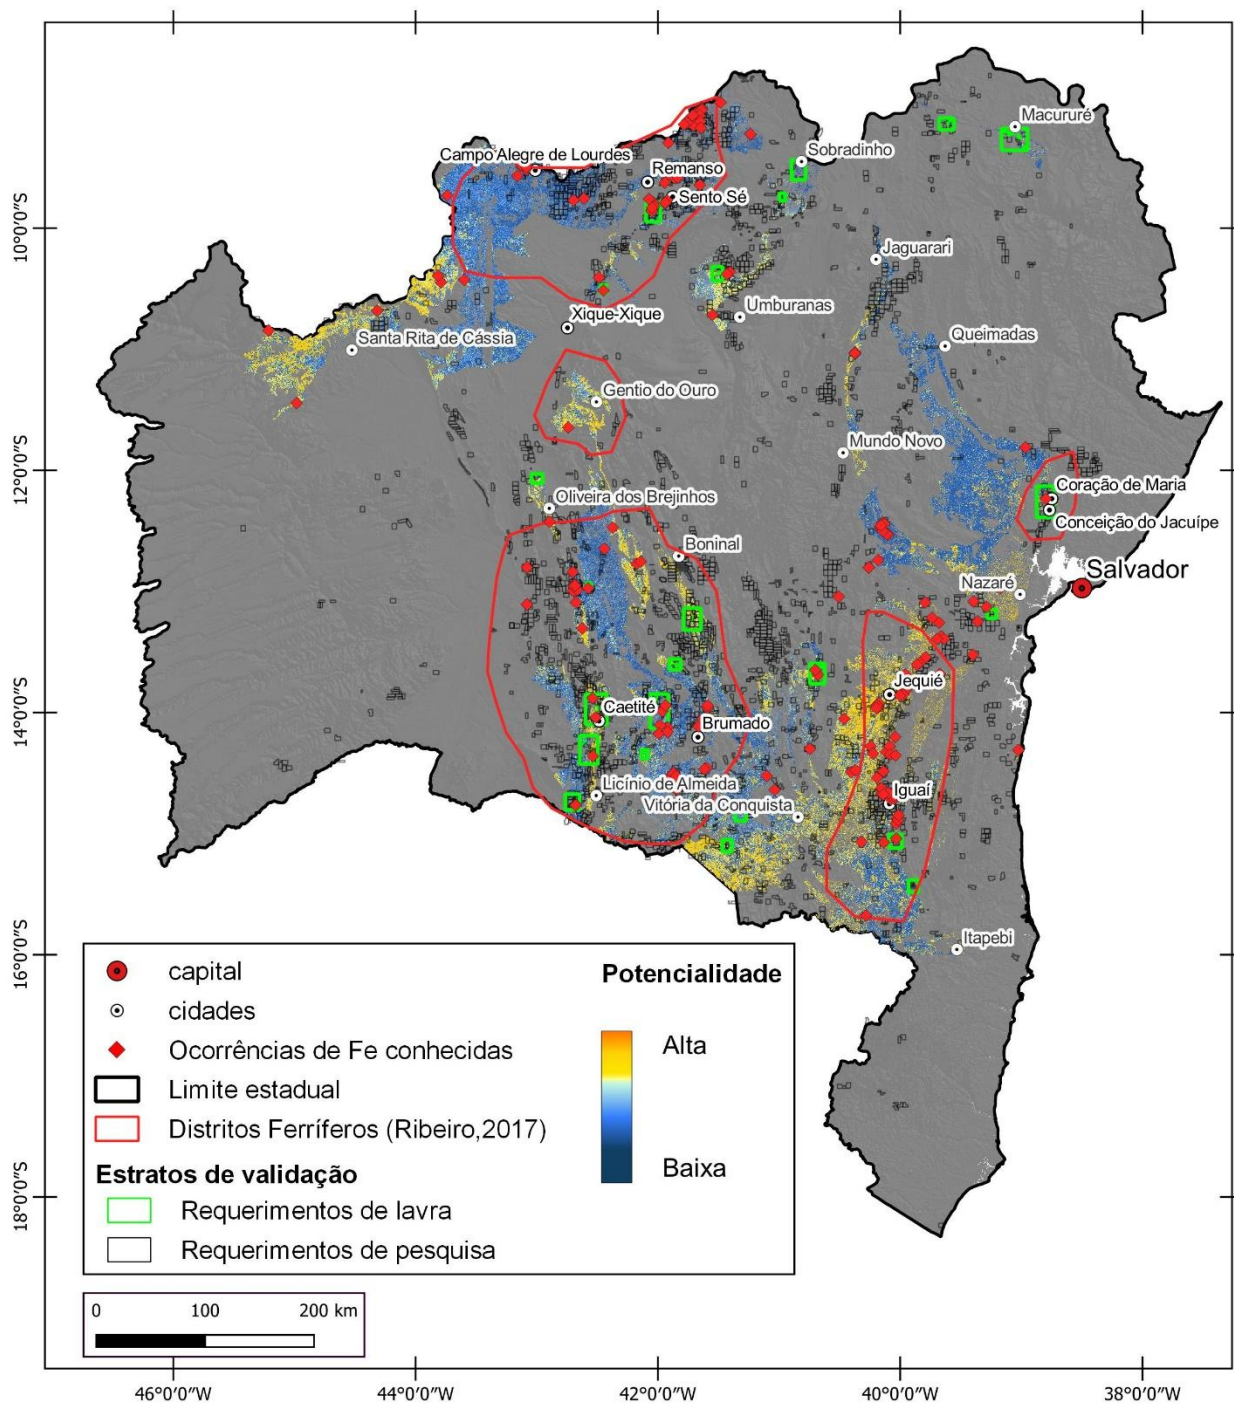 Macururé
Sobradinho
Campo Alegre de Lourdes
Remanso
Sento Sé
10°0'0"S
Jaguarari
Umburanas
Xique-Xique
Santa Rita de Cássia
Queimadas
Gentio do Ouro
Mundo Novo
12°0'0"S
Coração de Maria
Oliveira dos Brejinhos
Conceição do Jacuípe
Boninal
Salvador
Nazaré
Jequié
Caetité
14°0'0"S
Brumado
Licínio de Almeida
Iguaí
Vitória da Conquista
Itapebi
16°0'0"S
capital
cidades
Ocorrências de Fe conhecidas
Limite estadual
Distritos Ferríferos (Ribeiro,2017)
Estratos de validação
Requerimentos de lavra
Requerimentos de pesquisa
Potencialidade
Alta
Baixa
18°0'0"S
0 100 200 km
46°0'0"W 44°0'0"W 42°0'0"W 40°0'0"W 38°0'0"W